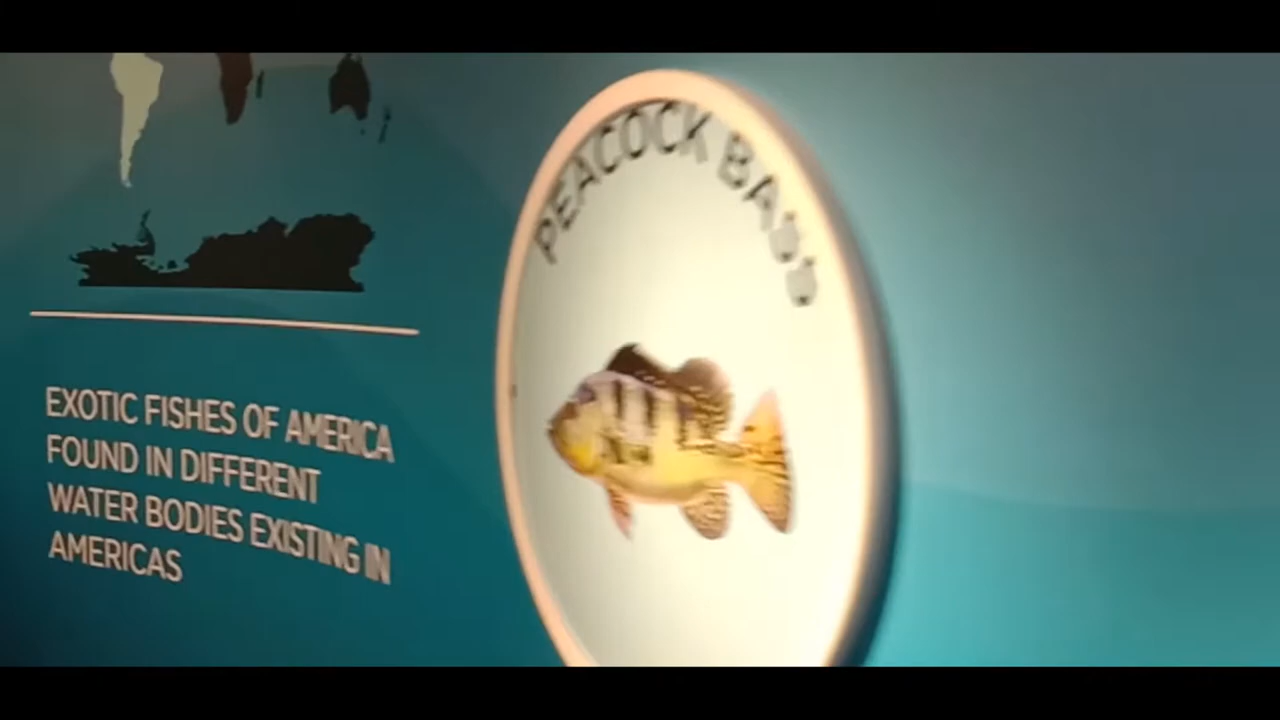 PEACOCK BASS
EXOTIC FISHES OF AMERICA
FOUND IN DIFFERENT
WATER BODIES EXISTING IN
AMERICAS